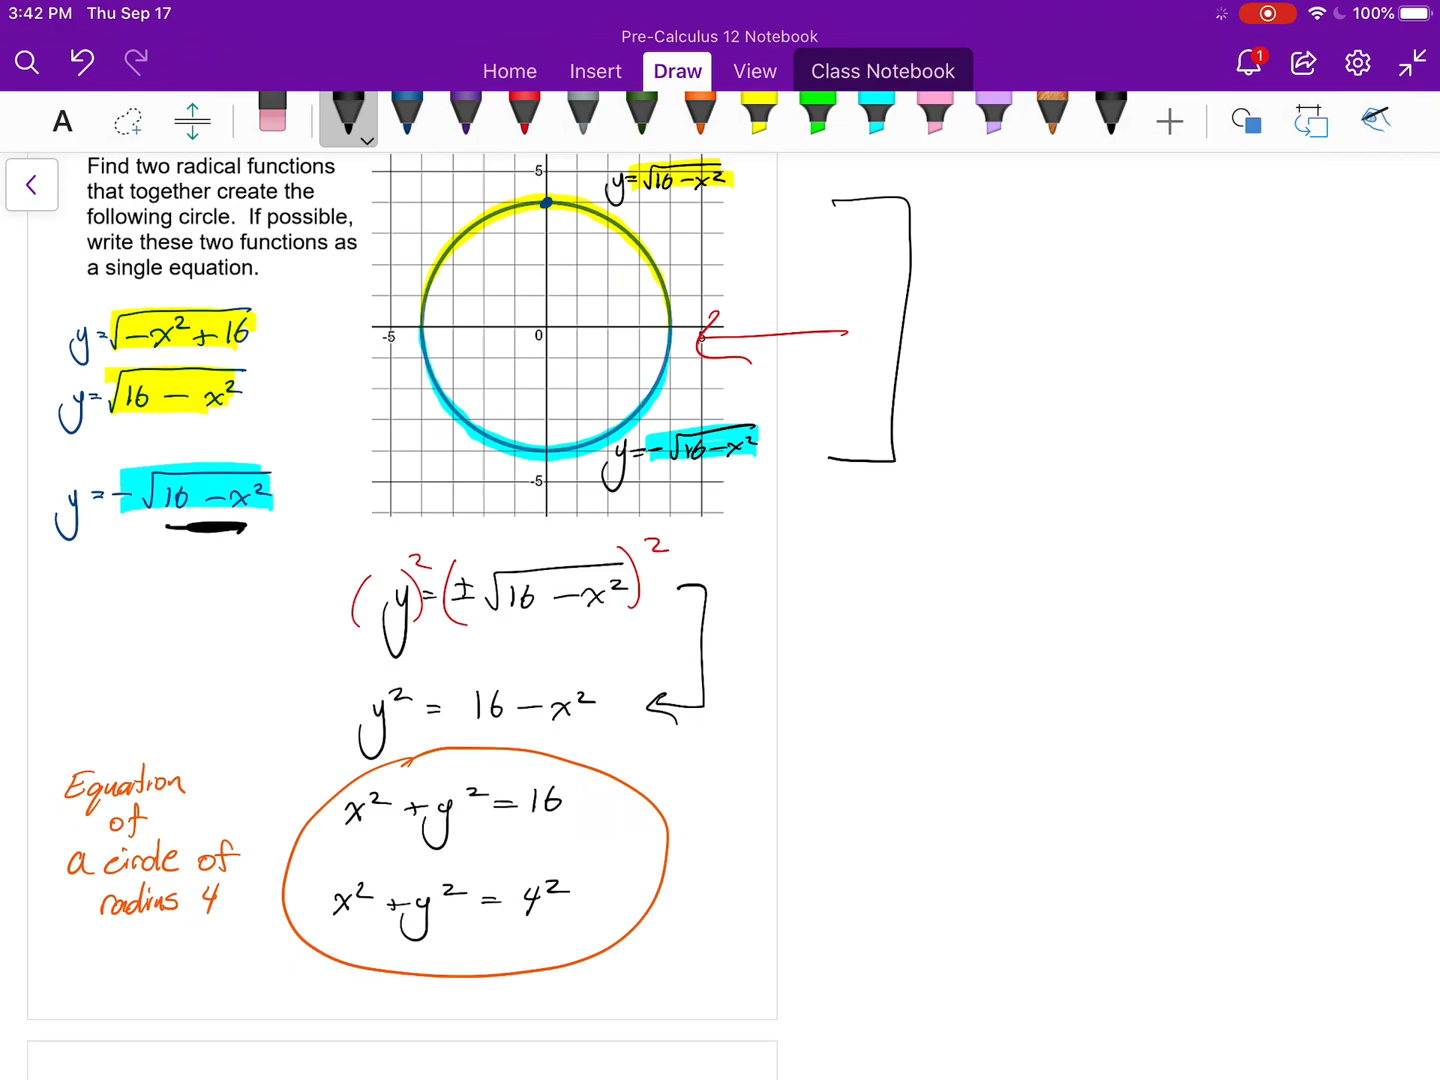 3:42 PM Thu Sep 17
100%
Pre-Calculus 12 Notebook
Home Insert Draw View Class Notebook
1
A
Find two radical functions
that together create the
following circle. If possible,
write these two functions as
a single equation.
y = √(-x² + 16)
y = √(16 - x²)
y = -√(16 - x²)
5
-5
0
5
-5
y = √(16 - x²)
y = -√(16 - x²)
(y)² = (± √(16 - x²))²
y² = 16 - x²
x² + y² = 16
x² + y² = 4²
Equation
of
a circle of
radius 4